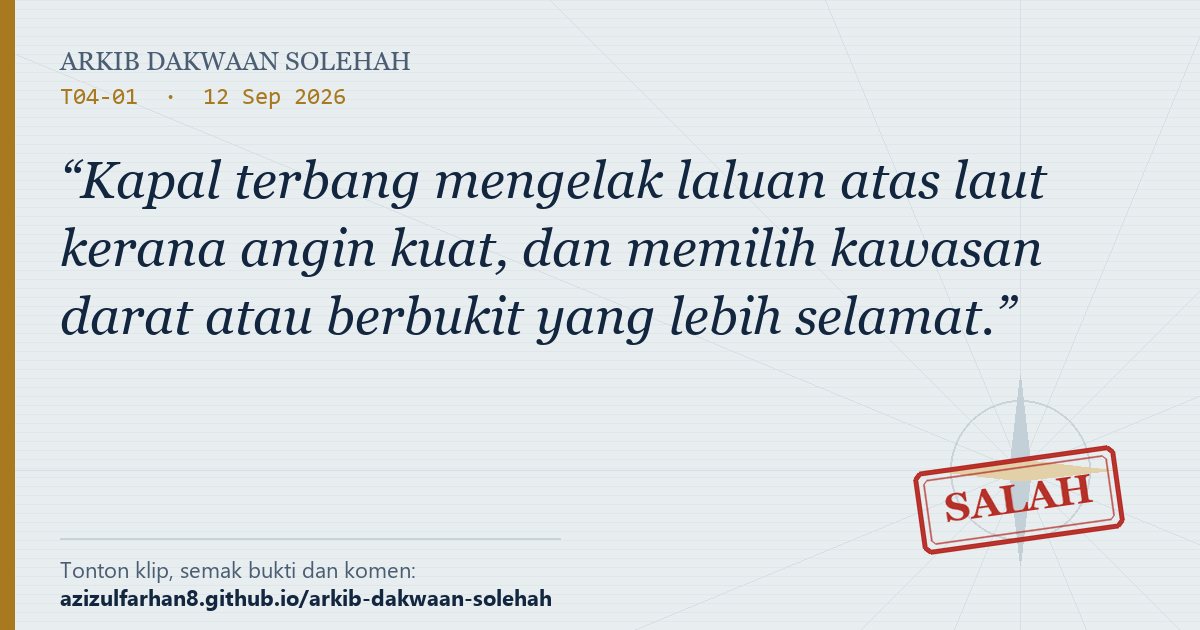 ARKIB DAKWAAN SOLEHAH
T04-01 · 12 Sep 2026
“Kapal terbang mengelak laluan atas laut
kerana angin kuat, dan memilih kawasan
darat atau berbukit yang lebih selamat.”
SALAH
Tonton klip, semak bukti dan komen:
azizulfarhan8.github.io/arkib-dakwaan-solehah